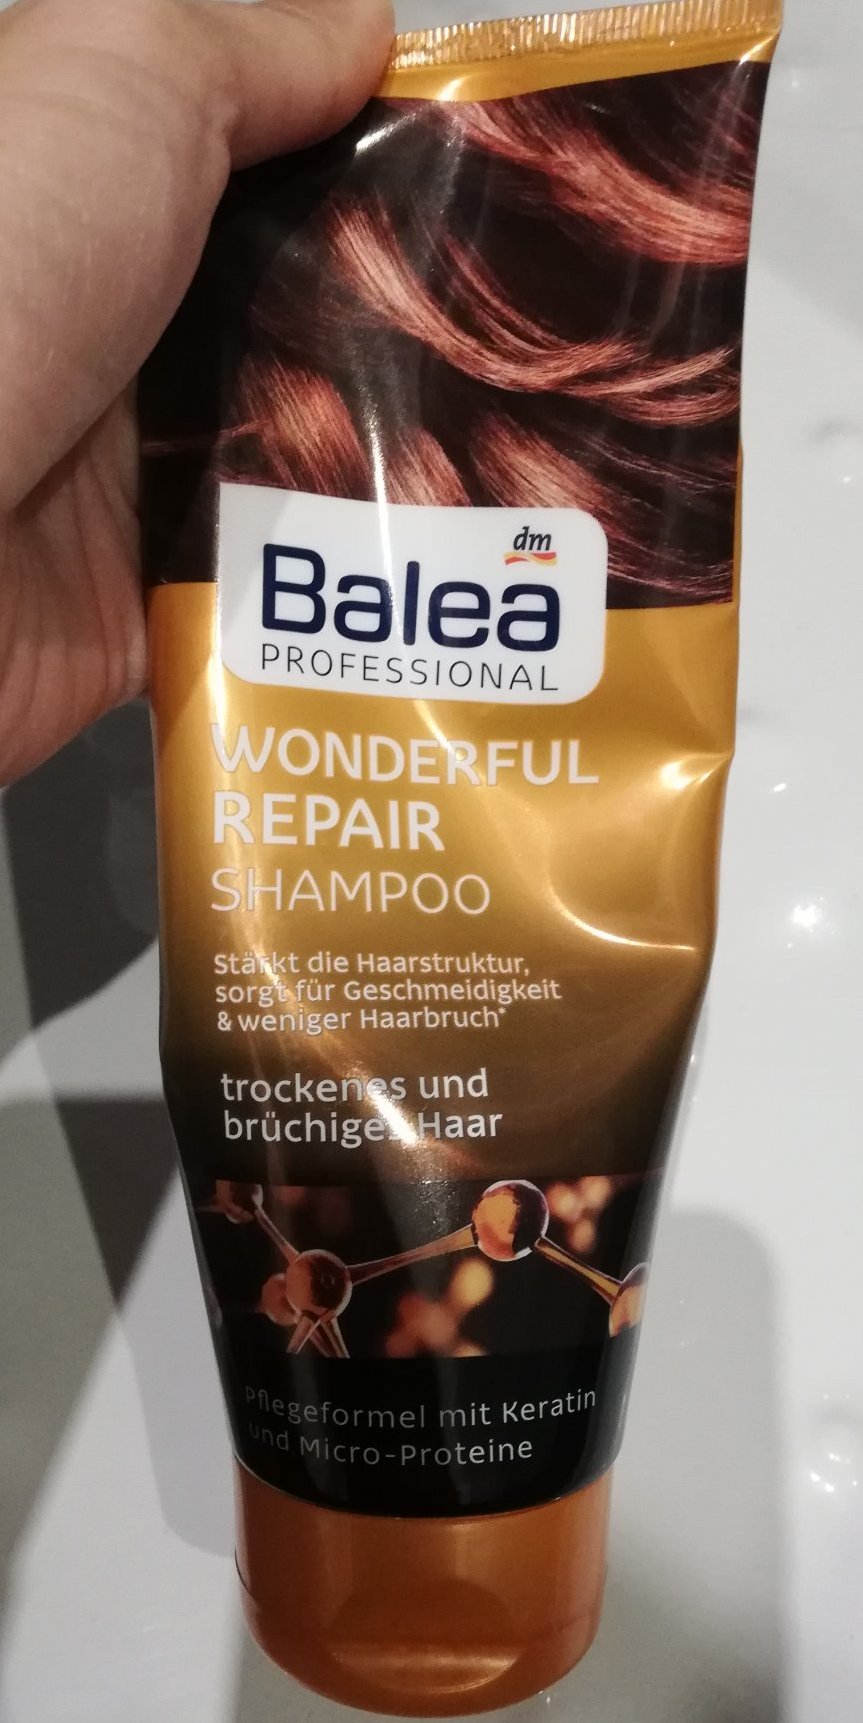 dm
Balea
PROFESSIONAL
WONDERFUL
REPAIR
SHAMPOO
Stärkt die Haarstruktur,
sorgt für Geschmeidigkeit
& weniger Haarbruch*
trockenes und
brüchiges Haar
Pflegeformel mit Keratin
und Micro-Proteine